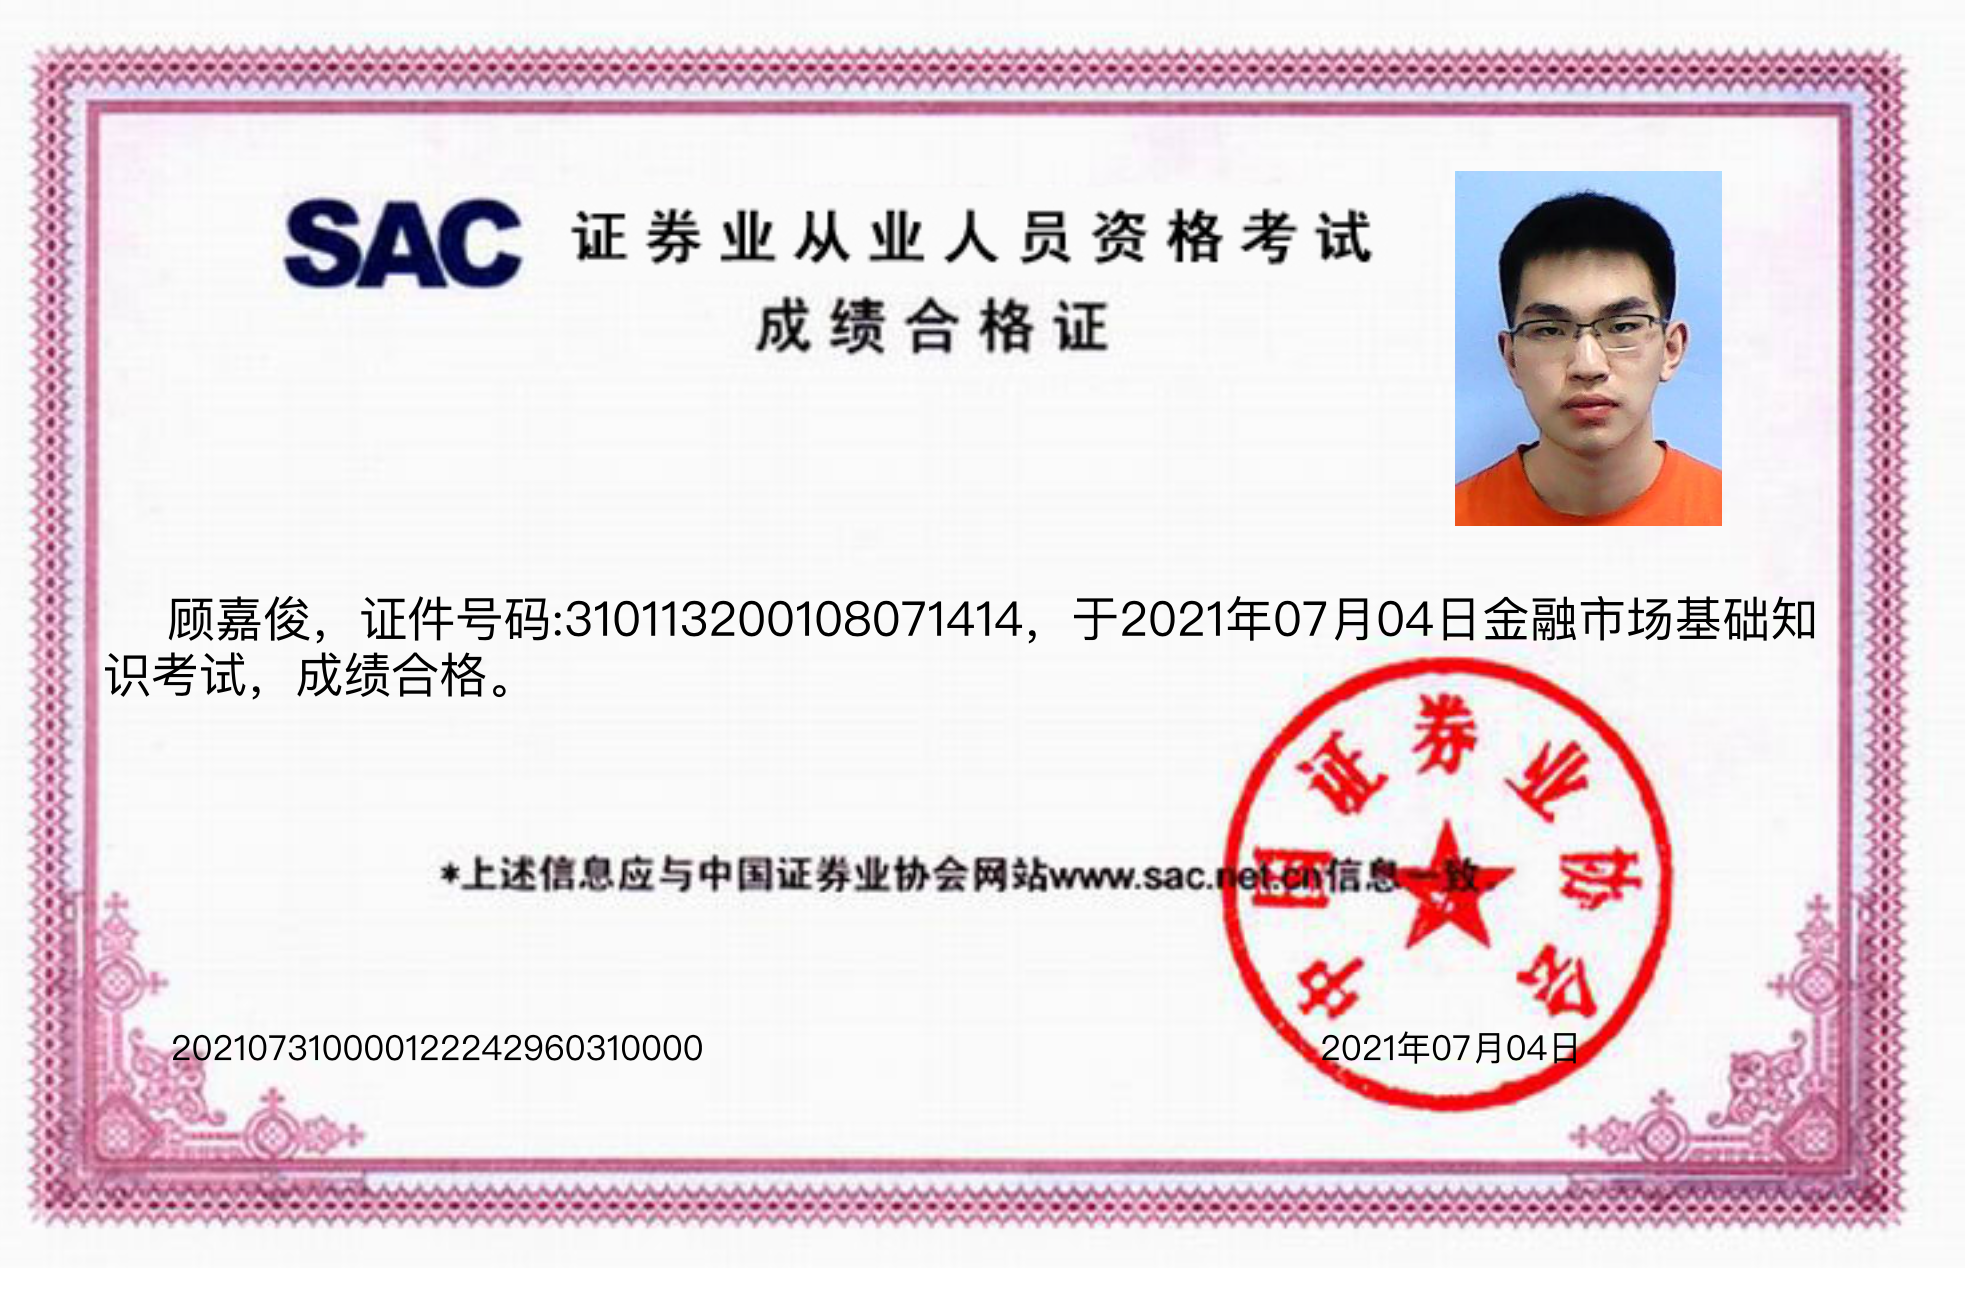 SAC 证券业从业人员资格考试
成绩合格证
顾嘉俊，证件号码:310113200108071414，于2021年07月04日金融市场基础知
识考试，成绩合格。
中国证券业协会
*上述信息应与中国证券业协会网站www.sac.net.cn信息一致。
202107310000122242960310000
2021年07月04日